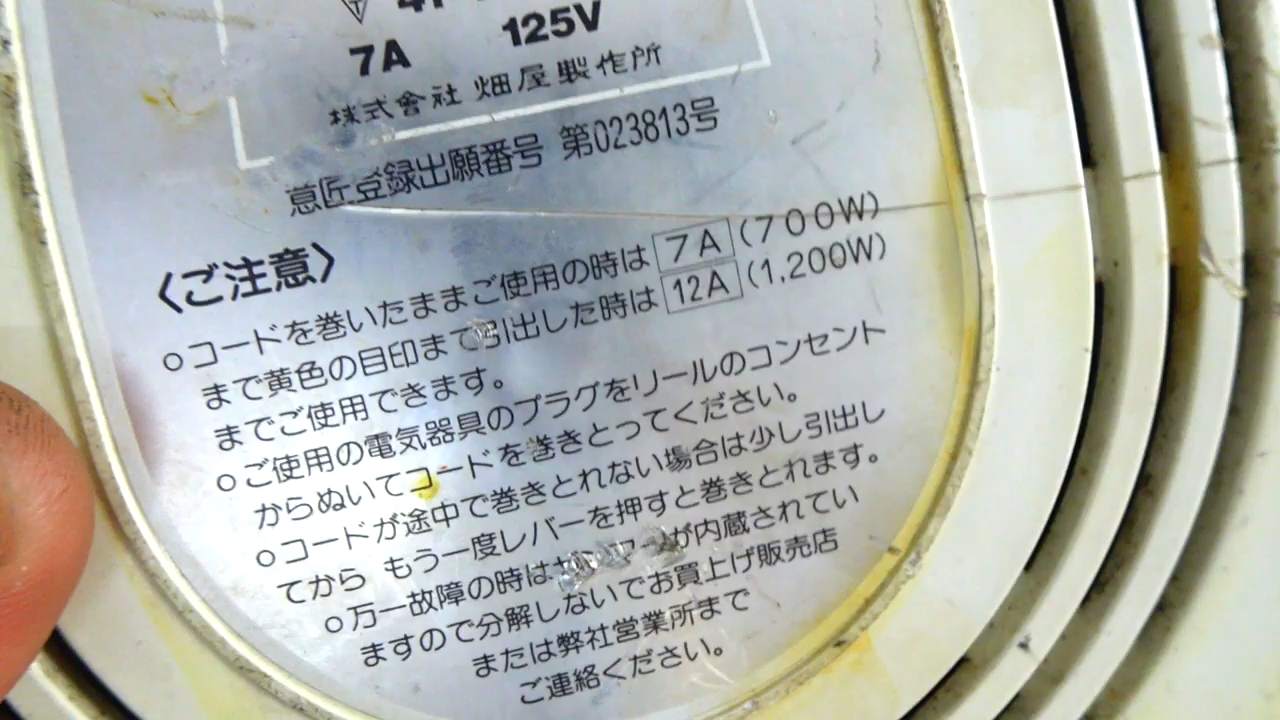 7A 125V
株式会社 畑屋製作所
意匠登録出願番号 第023813号
〈ご注意〉
○コードを巻いたままご使用の時は 7A (700W)
まで黄色の目印まで引出した時は 12A (1,200W)
までご使用できます。
○ご使用の電気器具のプラグをリールのコンセント
からぬいてコードを巻きとってください。
○コードが途中で巻きとれない場合は少し引出し
てから もう一度レバーを押すと巻きとれます。
○万一故障の時は が内蔵されてい
ますので分解しないでお買上げ販売店
または弊社営業所まで
ご連絡ください。